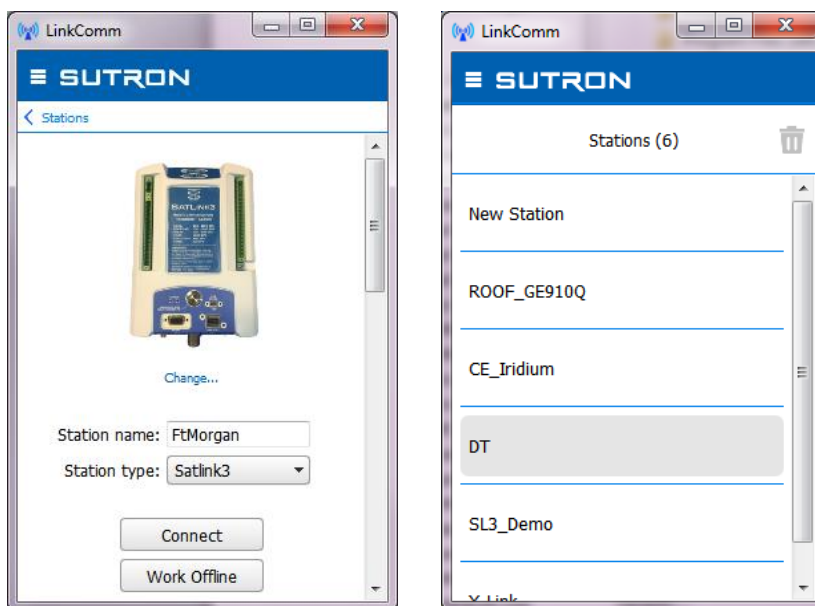 LinkComm
SUTRON
Stations
SATLINK3
Change...
Station name: FtMorgan
Station type: Satlink3
Connect
Work Offline
LinkComm
SUTRON
Stations (6)
New Station
ROOF_GE910Q
CE_Iridium
DT
SL3_Demo